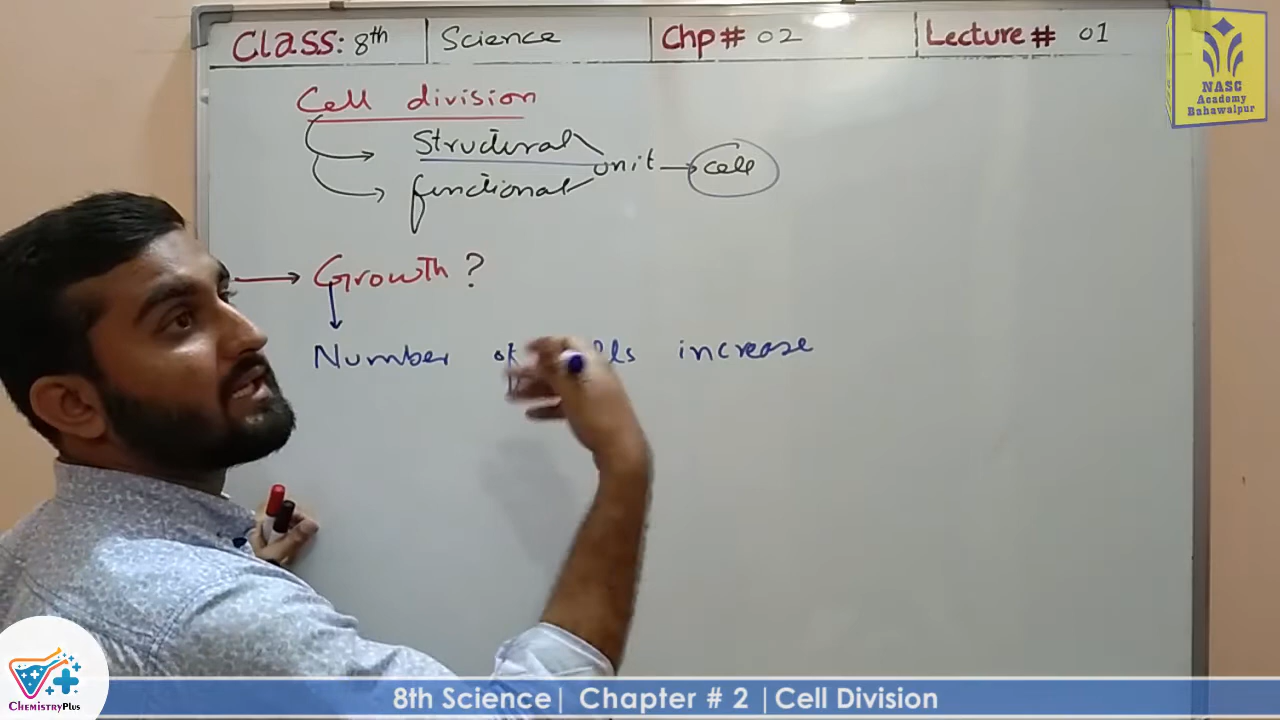 Class: 8th Science Chp # 02 Lecture # 01
NASC
Academy
Bahawalpur
Cell division
Structural
unit → cell
functional
→ Growth?
Number of increase
8th Science | Chapter # 2 | Cell Division
ChemistryPlus